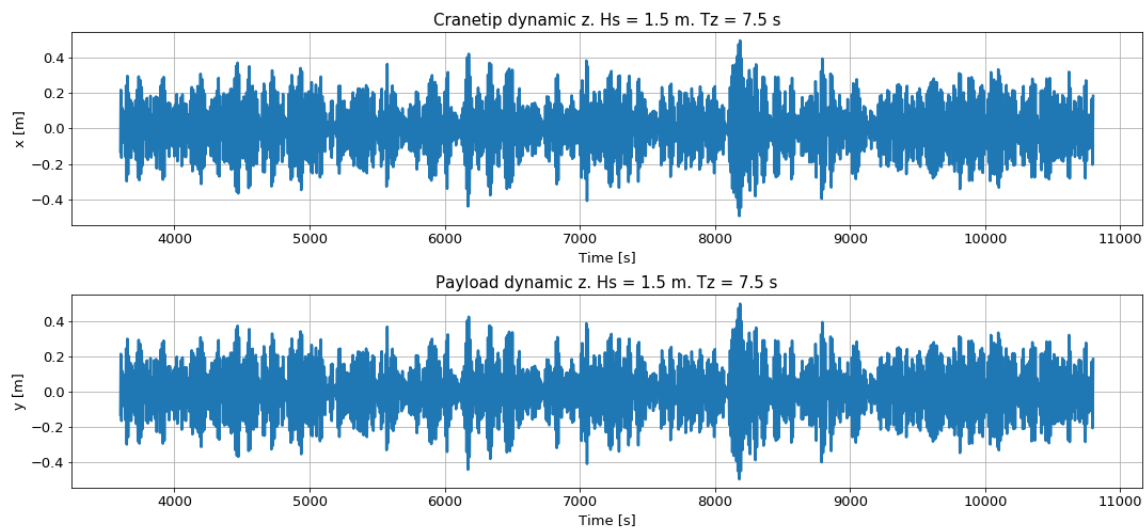 Cranetip dynamic z. Hs = 1.5 m. Tz = 7.5 s
x [m]
0.4
0.2
0.0
−0.2
−0.4
4000 5000 6000 7000 8000 9000 10000 11000
Time [s]
Payload dynamic z. Hs = 1.5 m. Tz = 7.5 s
y [m]
0.4
0.2
0.0
−0.2
−0.4
4000 5000 6000 7000 8000 9000 10000 11000
Time [s]